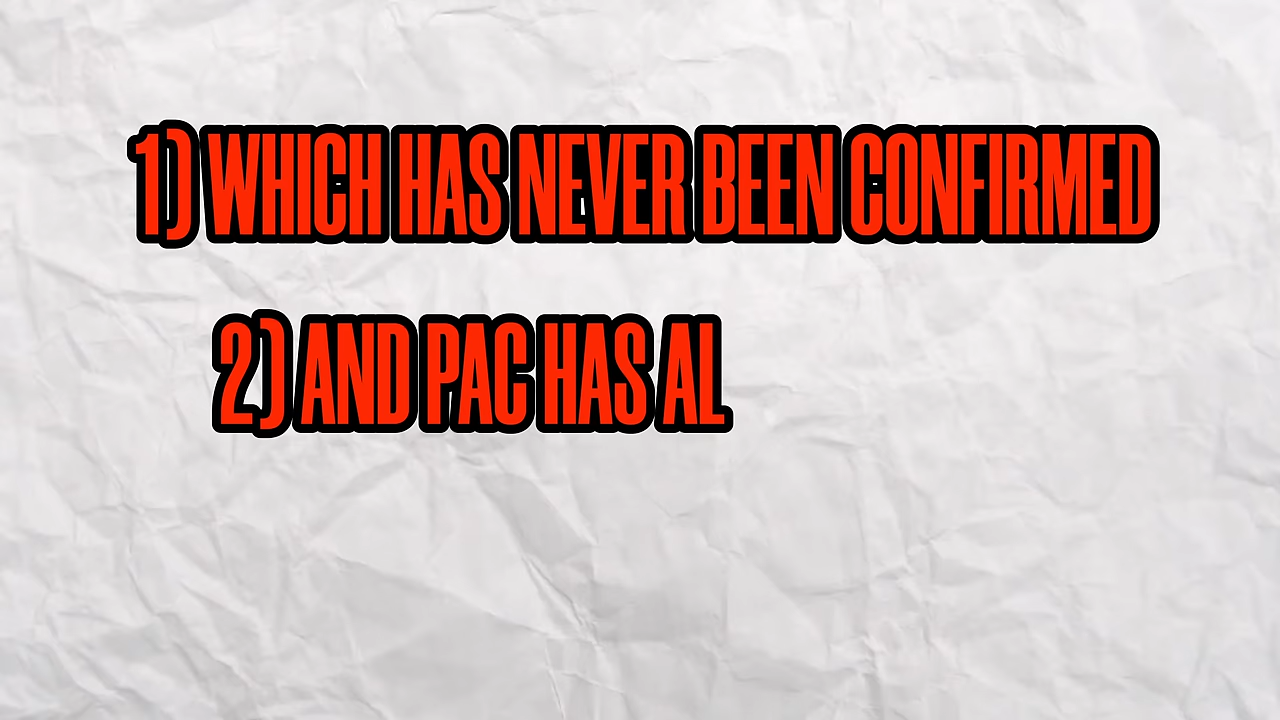 1) WHICH HAS NEVER BEEN CONFIRMED
2) AND PAC HAS AL